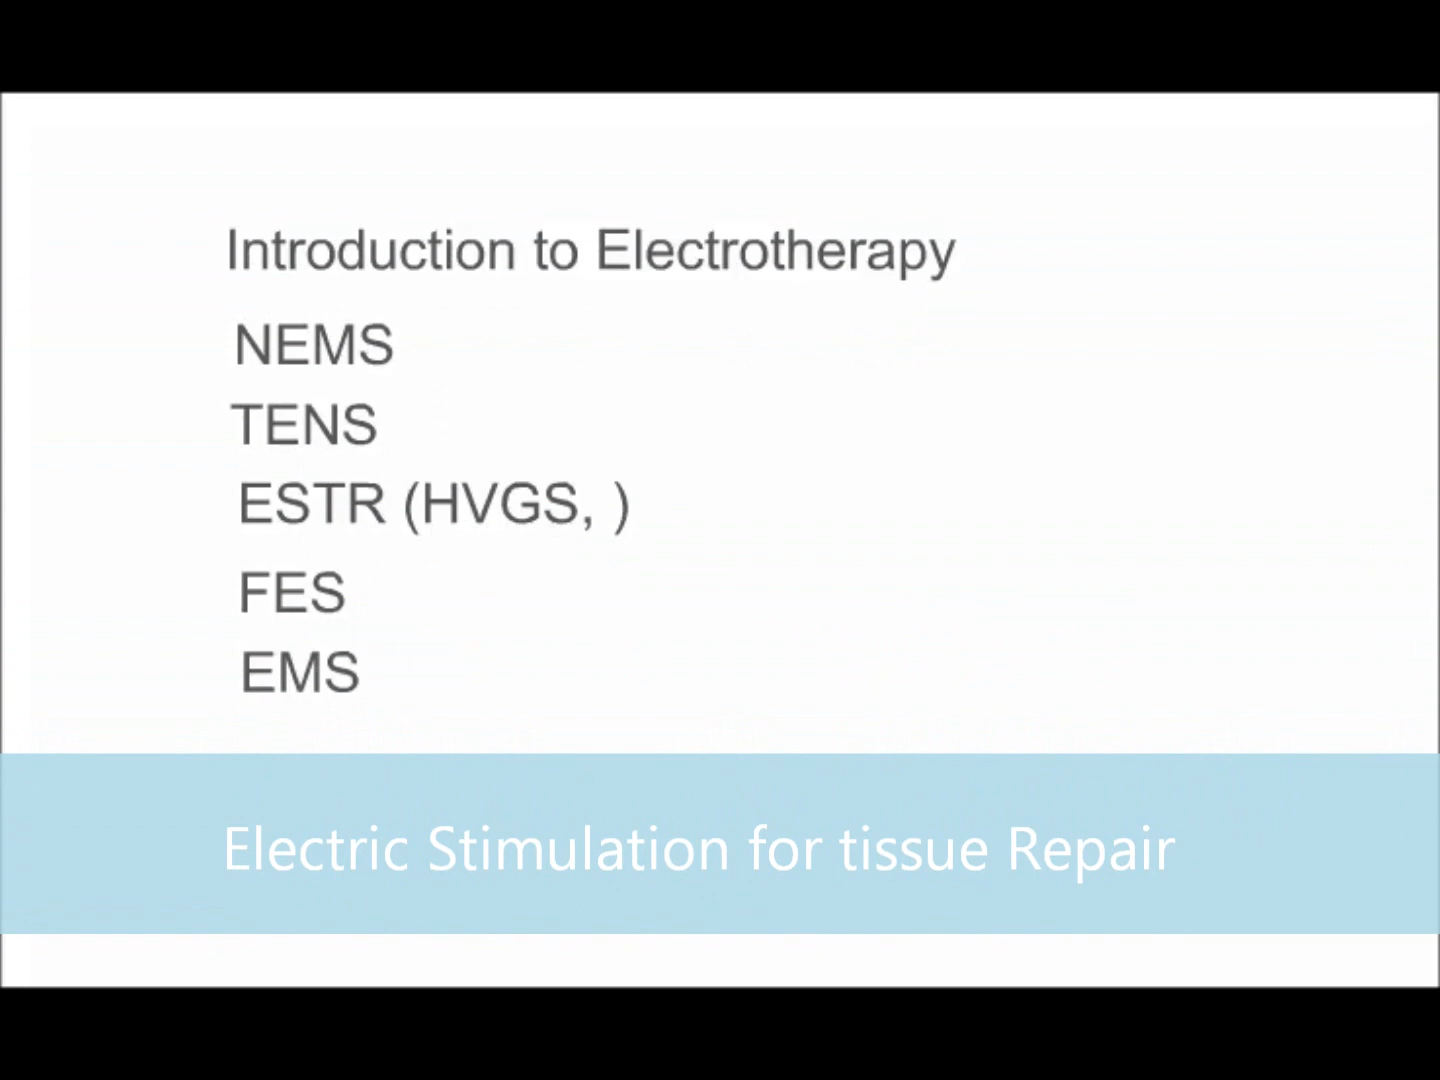 Introduction to Electrotherapy
NEMS
TENS
ESTR (HVGS, )
FES
EMS
Electric Stimulation for tissue Repair